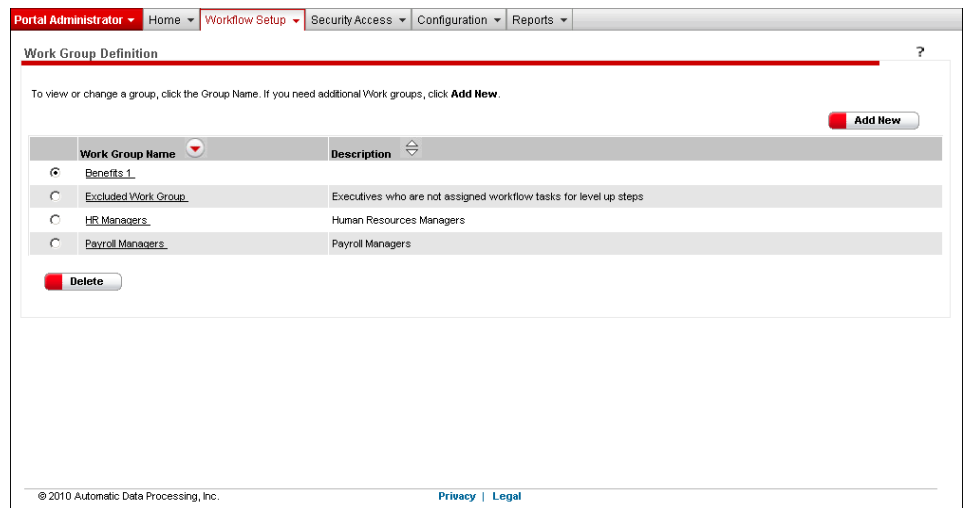 Portal Administrator Home Workflow Setup Security Access Configuration Reports
Work Group Definition ?
To view or change a group, click the Group Name. If you need additional Work groups, click Add New.
Add New
Work Group Name Description
Benefits 1
Excluded Work Group Executives who are not assigned workflow tasks for level up steps
HR Managers Human Resources Managers
Payroll Managers Payroll Managers
Delete
© 2010 Automatic Data Processing, Inc. Privacy | Legal